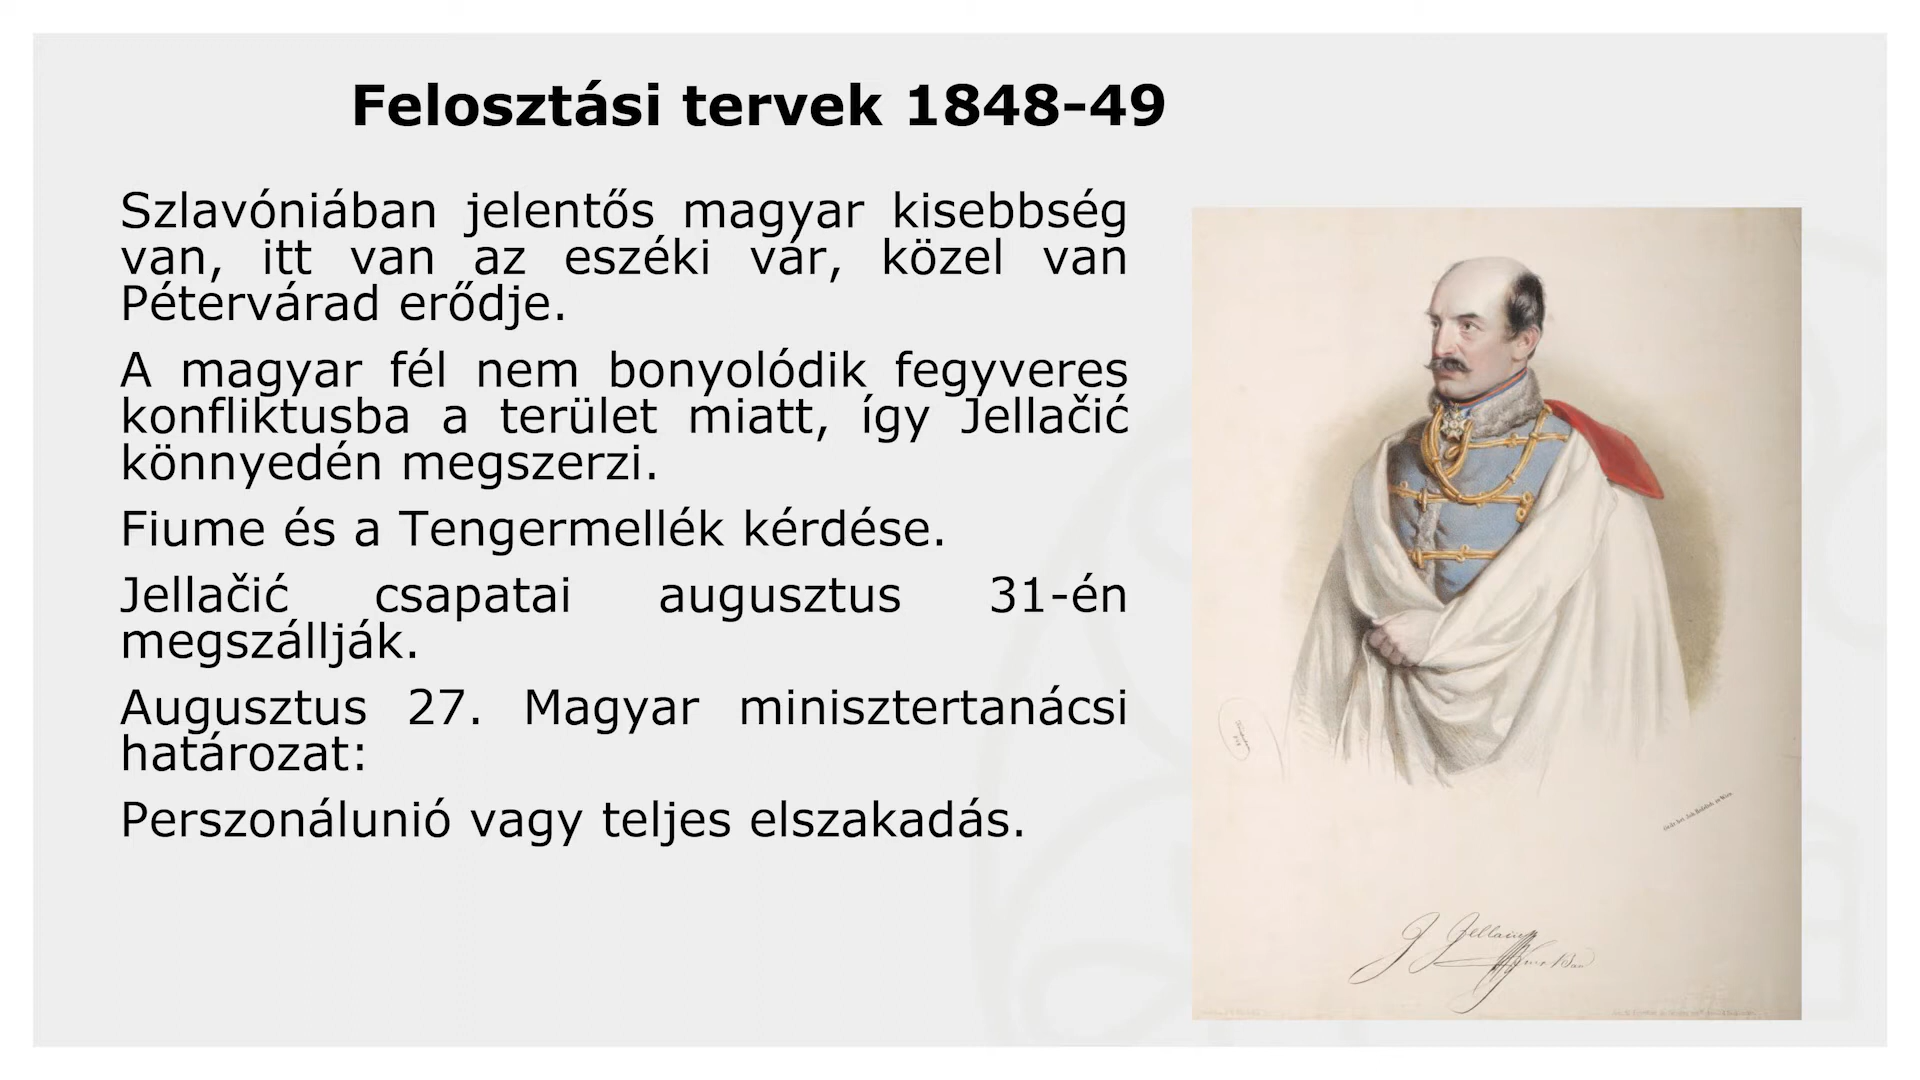 Felosztási tervek 1848-49
Szlavóniában jelentős magyar kisebbség
van, itt van az eszéki vár, közel van
Pétervárad erődje.
A magyar fél nem bonyolódik fegyveres
konfliktusba a terület miatt, így Jellačić
könnyedén megszerzi.
Fiume és a Tengermellék kérdése.
Jellačić csapatai augusztus 31-én
megszállják.
Augusztus 27. Magyar minisztertanácsi
határozat:
Perszonálunió vagy teljes elszakadás.